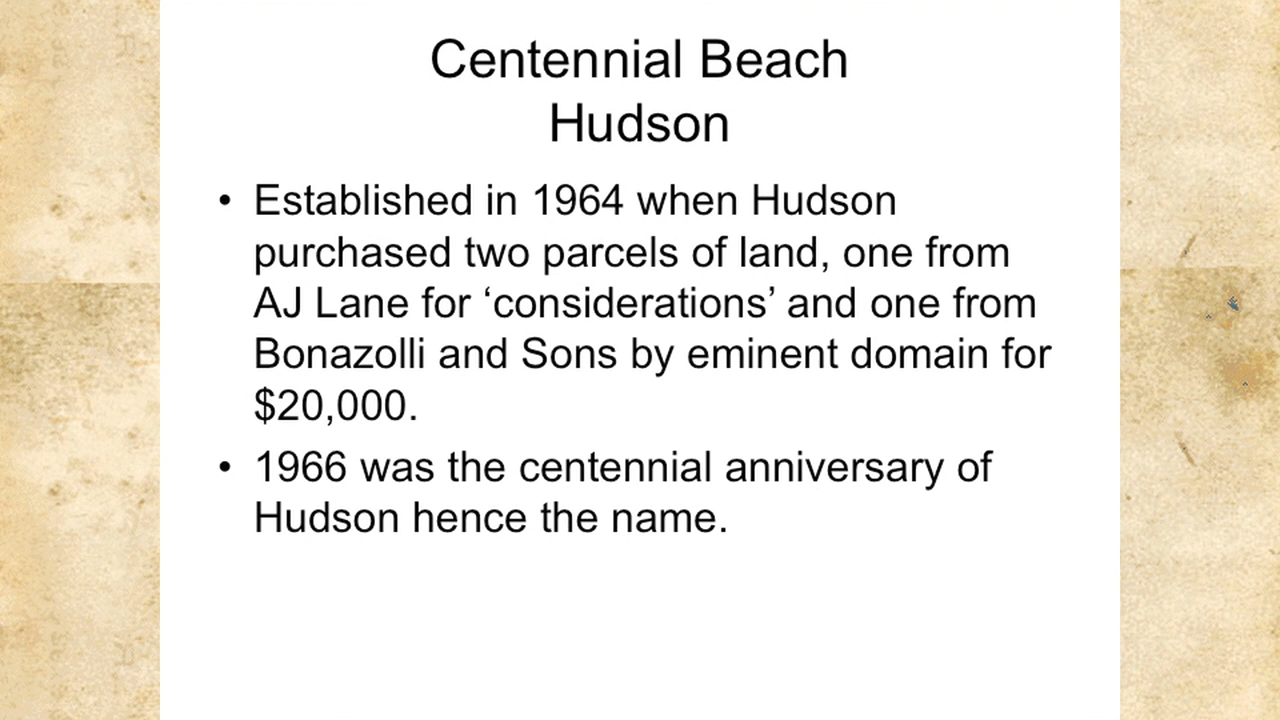 Centennial Beach
Hudson
• Established in 1964 when Hudson
purchased two parcels of land, one from
AJ Lane for ‘considerations’ and one from
Bonazolli and Sons by eminent domain for
$20,000.
• 1966 was the centennial anniversary of
Hudson hence the name.